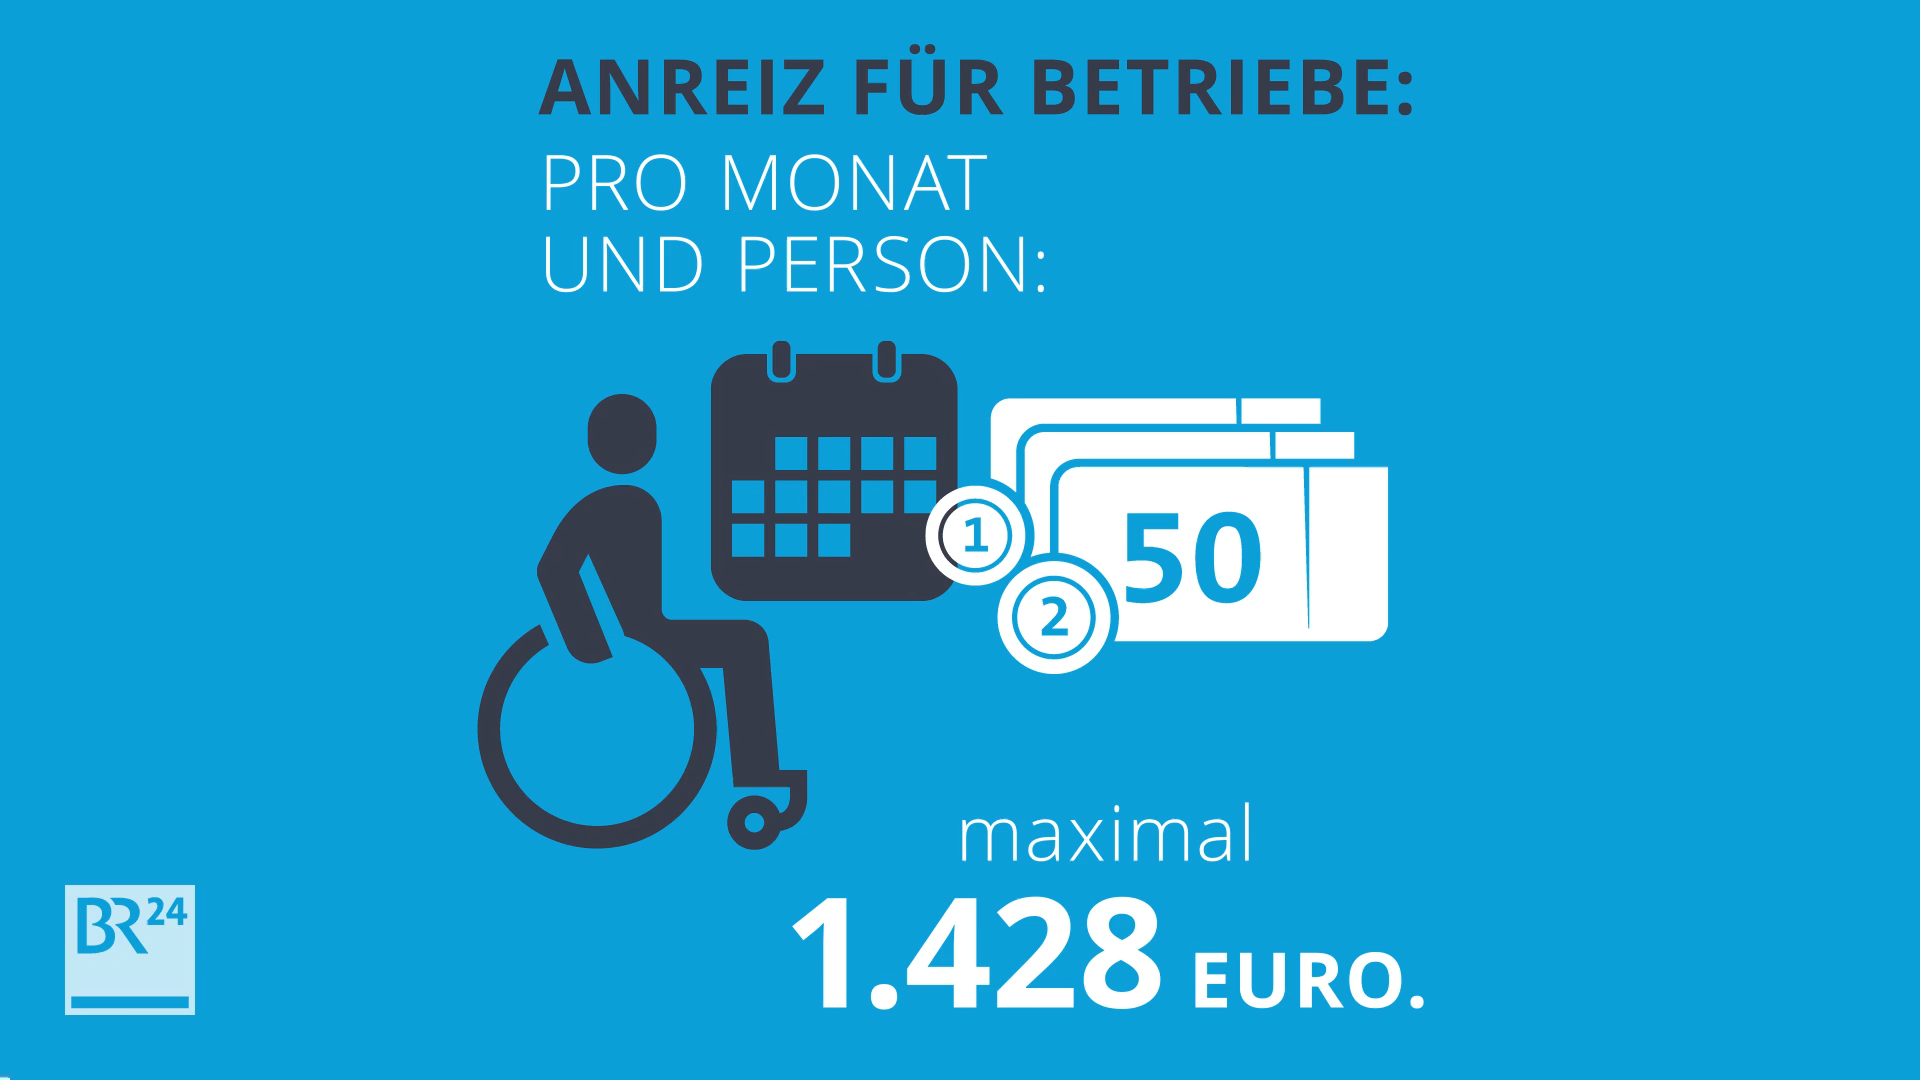 ANREIZ FÜR BETRIEBE:
PRO MONAT
UND PERSON:
1
2
50
maximal
1.428 EURO.
BR24